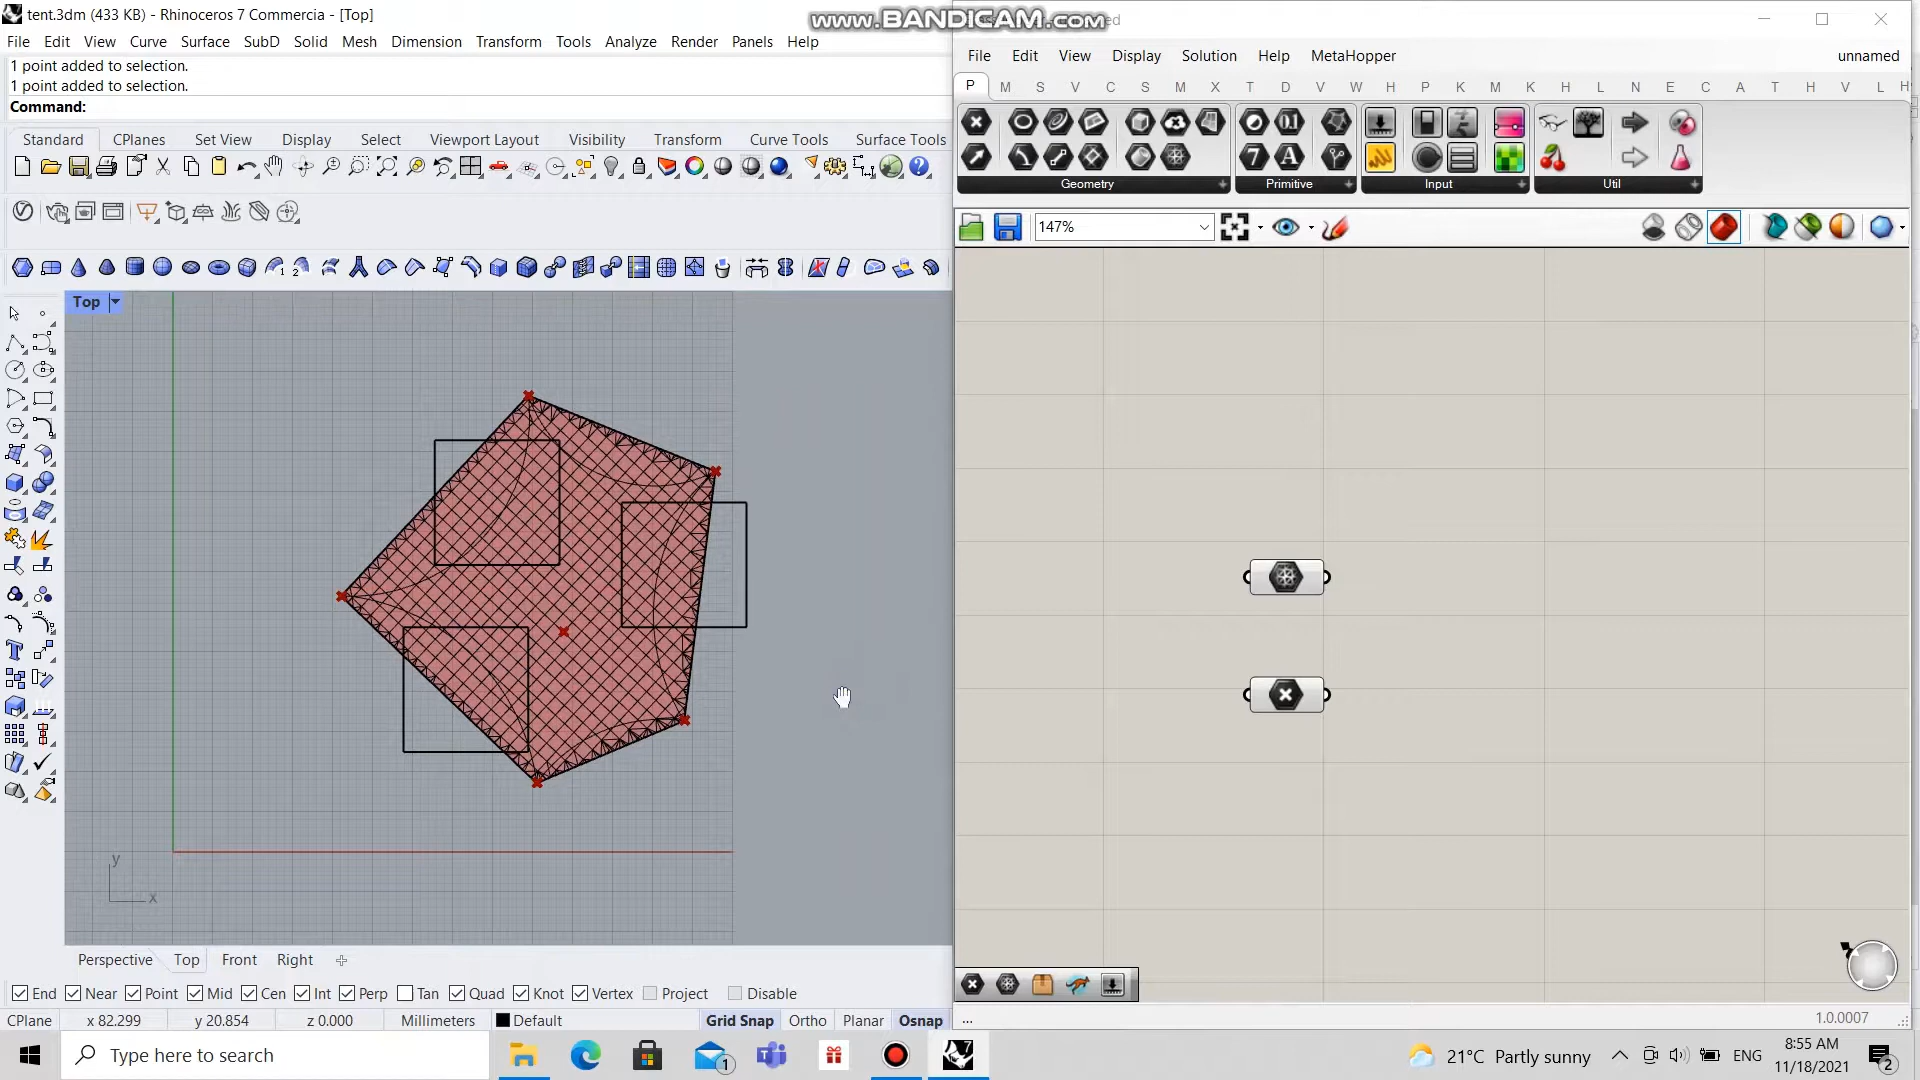 tent.3dm (433 KB) - Rhinoceros 7 Commercia - [Top]
www.BANDICAM.com
File Edit View Curve Surface SubD Solid Mesh Dimension Transform Tools Analyze Render Panels Help
1 point added to selection.
1 point added to selection.
Command:
Standard CPlanes Set View Display Select Viewport Layout Visibility Transform Curve Tools Surface Tools
Top
y
x
Perspective Top Front Right
End Near Point Mid Cen Int Perp Tan Quad Knot Vertex Project Disable
CPlane x 82.299 y 20.854 z 0.000 Millimeters Default Grid Snap Ortho Planar Osnap
File Edit View Display Solution Help MetaHopper unnamed
P M S V C S M X T D V W H P K M K H L N E C A T H V L H
Geometry Primitive Input Util
147%
... 1.0.0007
Type here to search
21°C Partly sunny
ENG
8:55 AM
11/18/2021
1
2